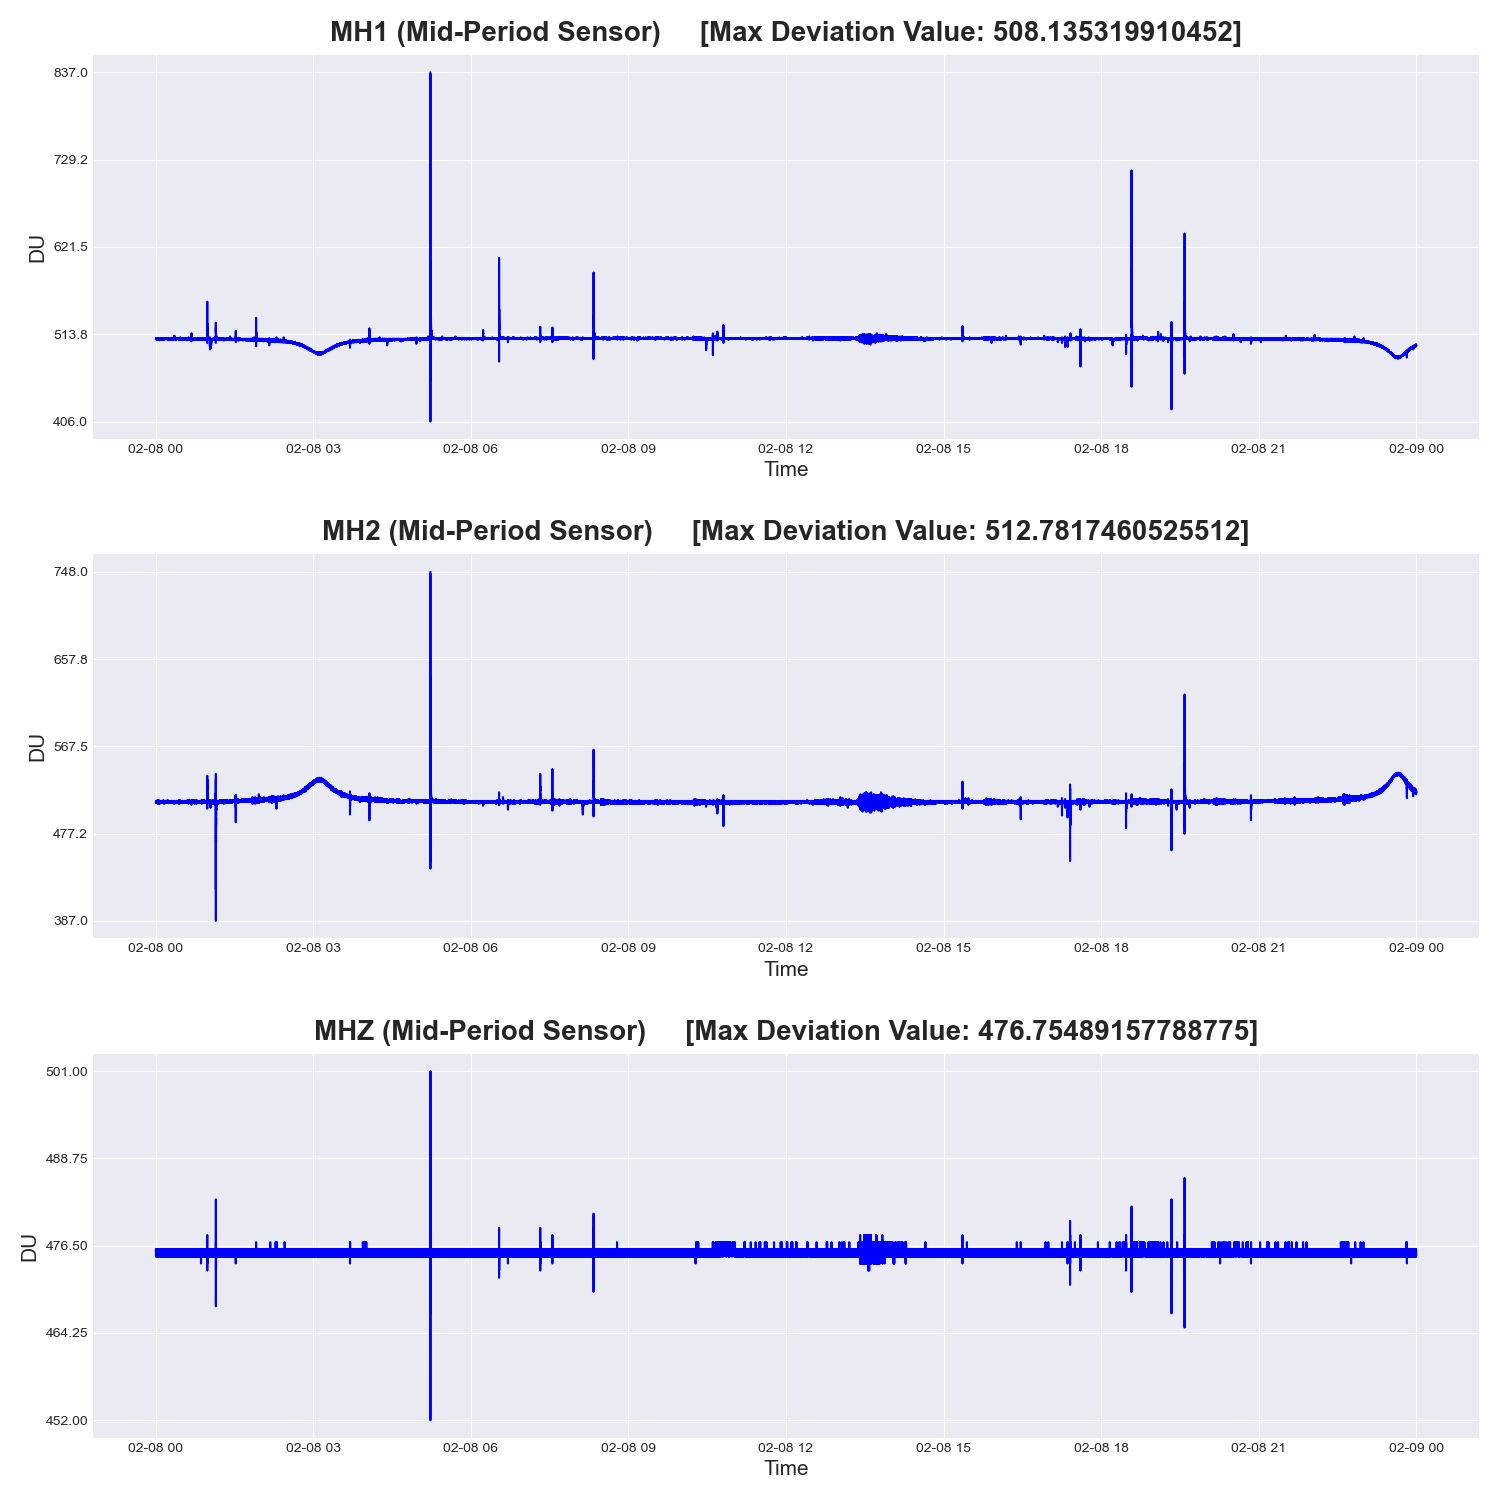 MH1 (Mid-Period Sensor) [Max Deviation Value: 508.135319910452]
837.0
729.2
621.5
513.8
406.0
DU
02-08 00 02-08 03 02-08 06 02-08 09 02-08 12 02-08 15 02-08 18 02-08 21 02-09 00
Time
MH2 (Mid-Period Sensor) [Max Deviation Value: 512.7817460525512]
748.0
657.8
567.5
477.2
387.0
DU
02-08 00 02-08 03 02-08 06 02-08 09 02-08 12 02-08 15 02-08 18 02-08 21 02-09 00
Time
MHZ (Mid-Period Sensor) [Max Deviation Value: 476.75489157788775]
501.00
488.75
476.50
464.25
452.00
DU
02-08 00 02-08 03 02-08 06 02-08 09 02-08 12 02-08 15 02-08 18 02-08 21 02-09 00
Time